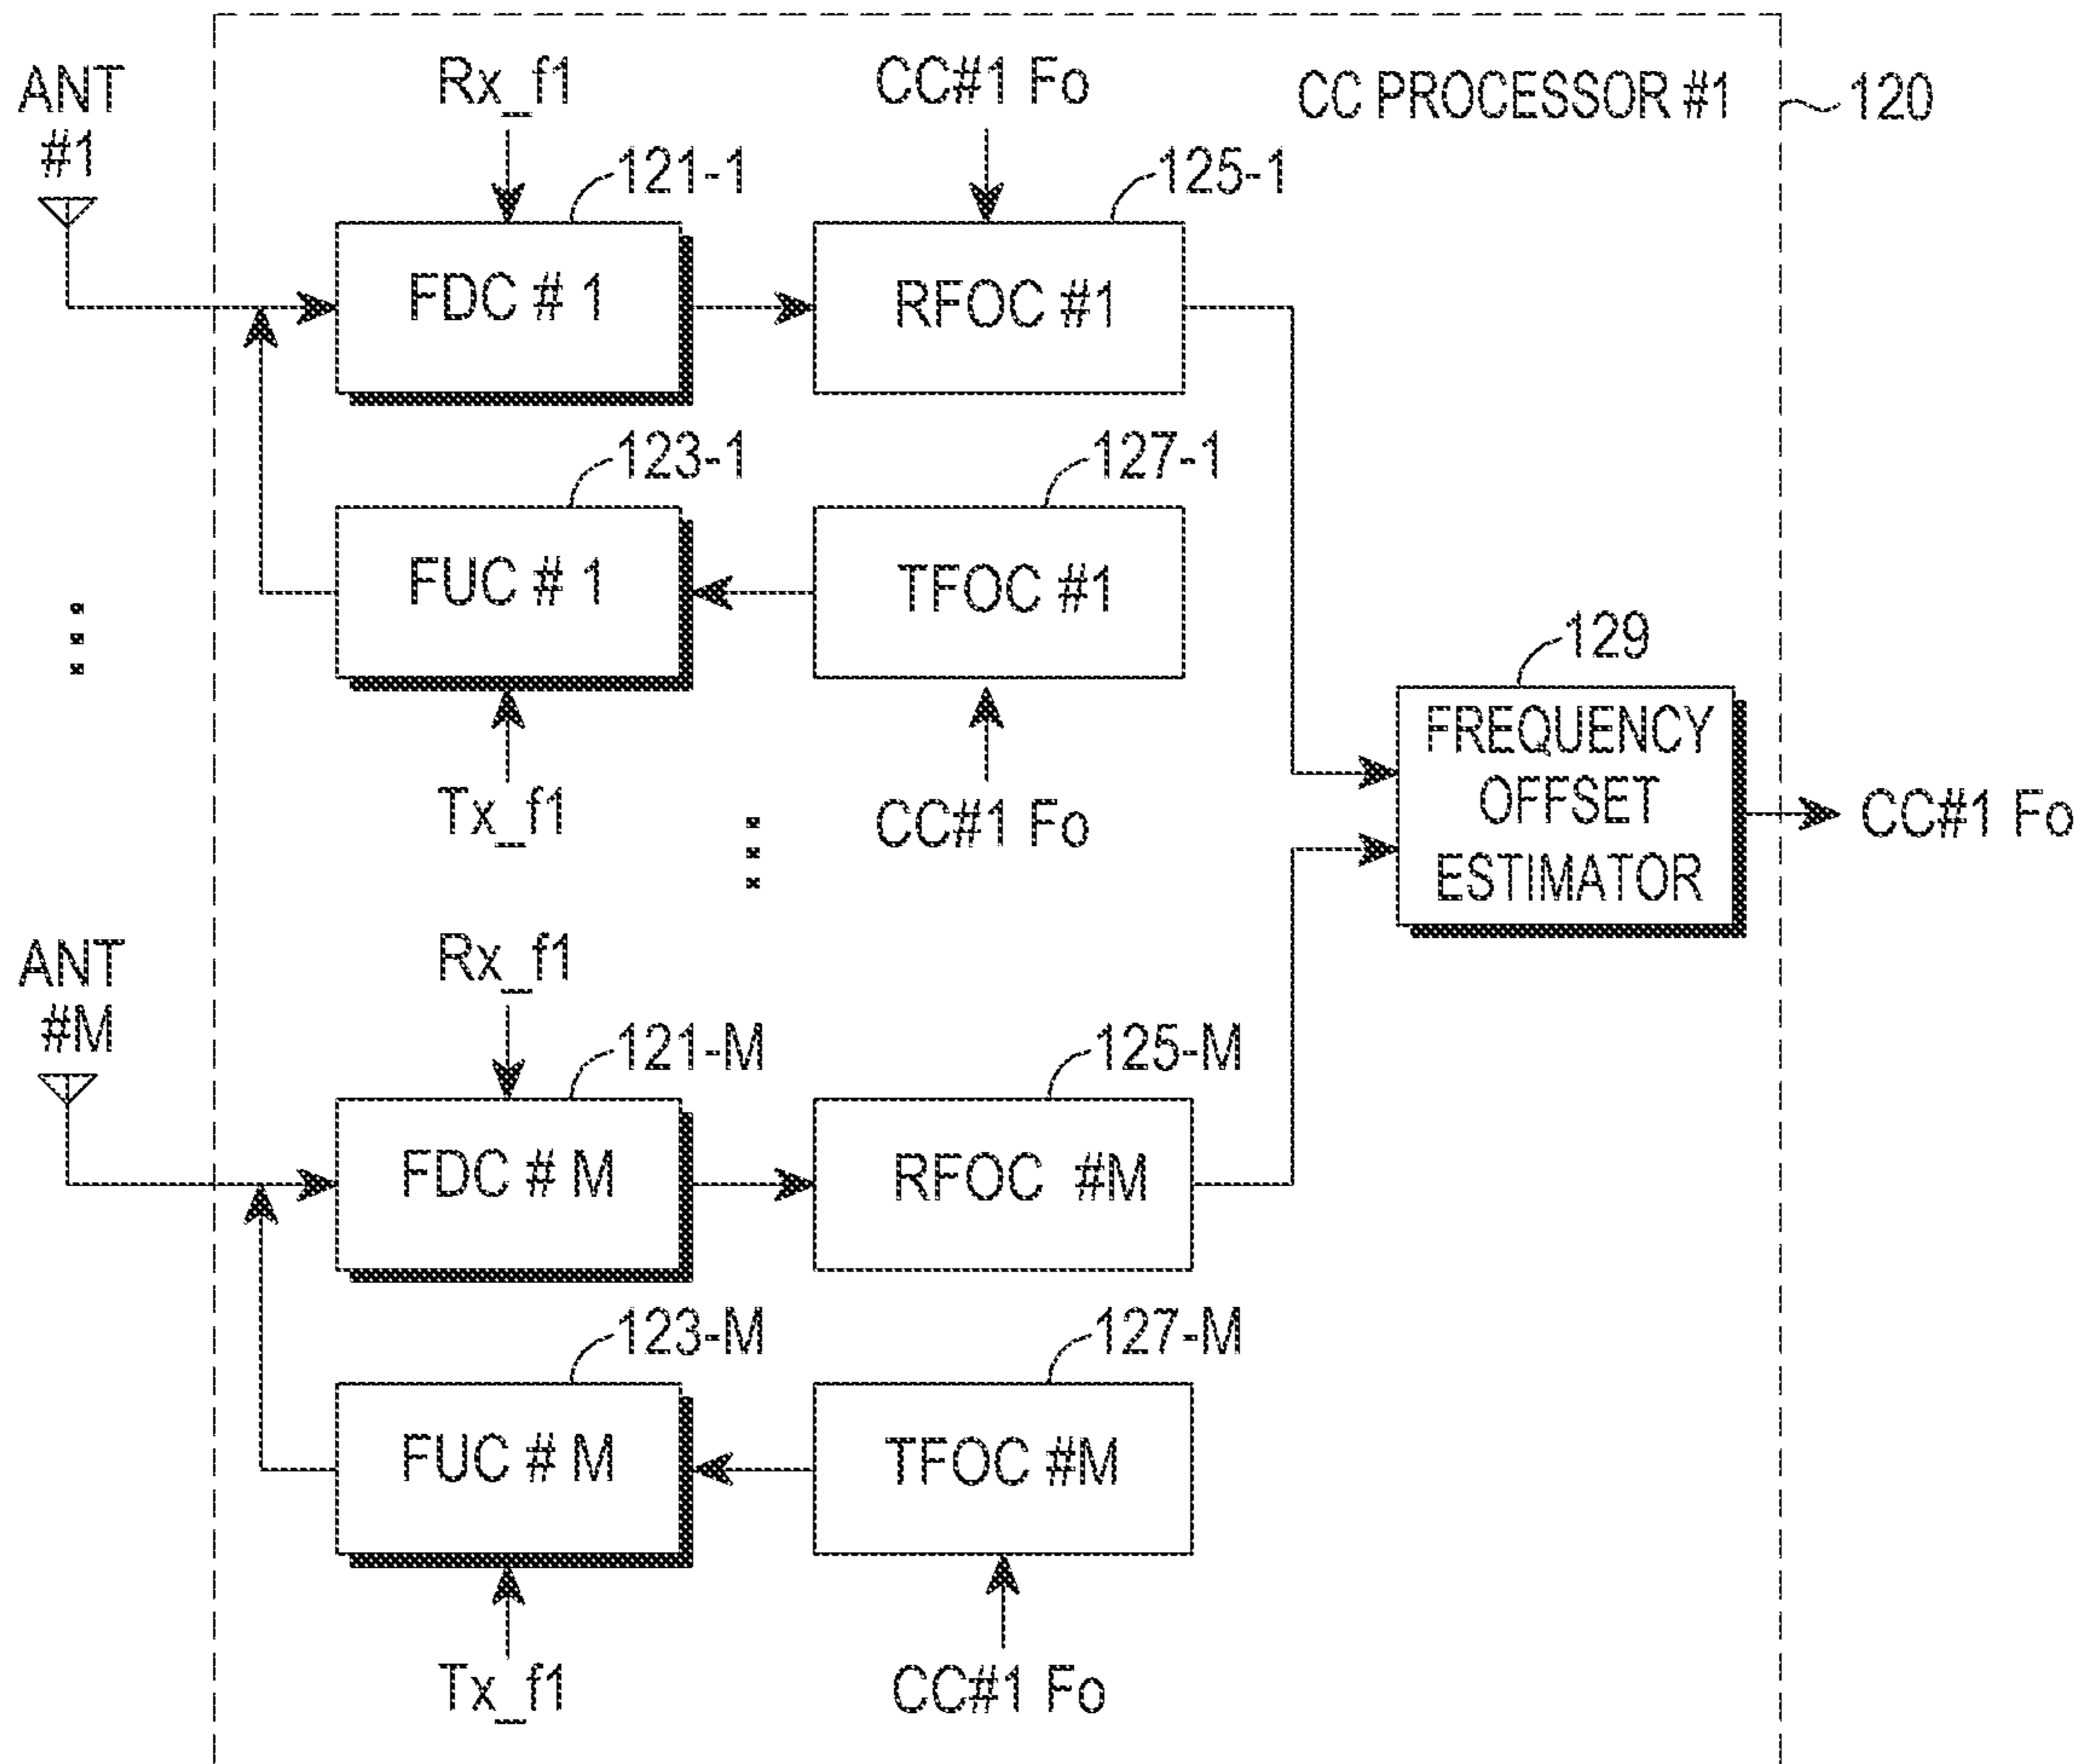 ANT
#1
Rx_f1
CC#1 Fo
CC PROCESSOR #1
120
121-1
125-1
FDC # 1
RFOC #1
123-1
127-1
FUC # 1
TFOC #1
Tx_f1
CC#1 Fo
129
FREQUENCY
OFFSET
ESTIMATOR
CC#1 Fo
ANT
#M
Rx_f1
121-M
125-M
FDC # M
RFOC #M
123-M
127-M
FUC # M
TFOC #M
Tx_f1
CC#1 Fo